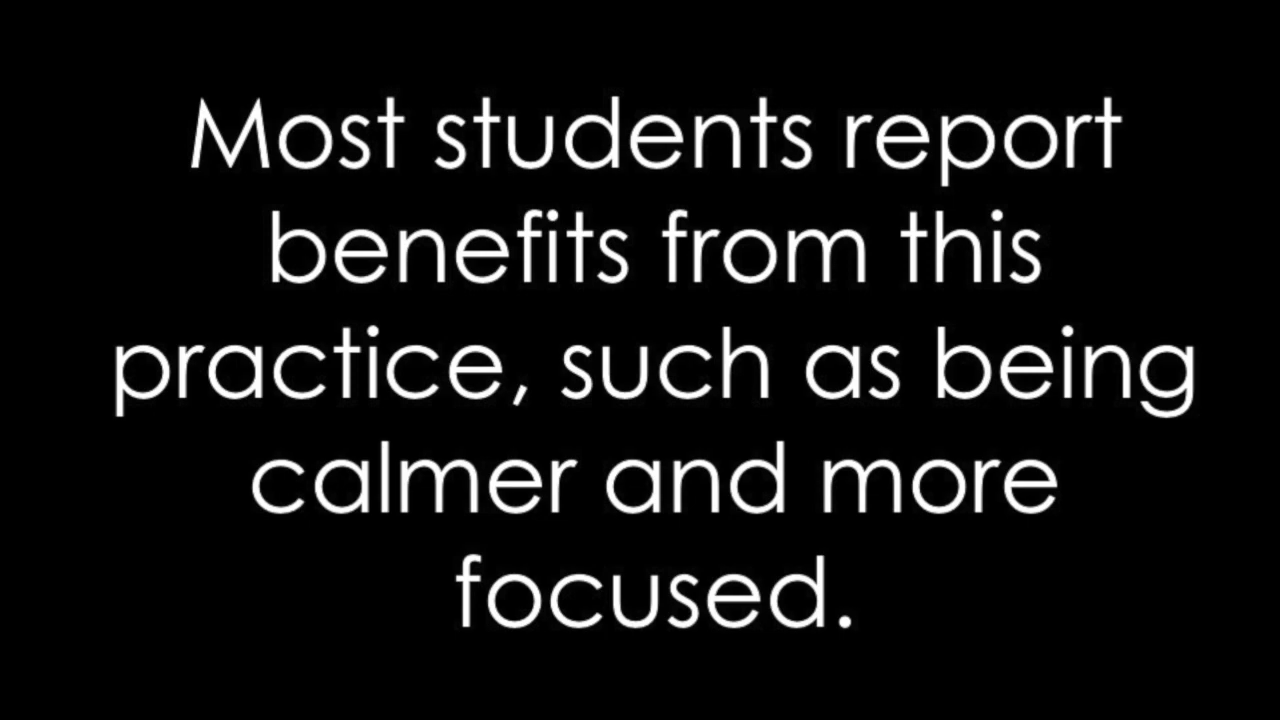 Most students report
benefits from this
practice, such as being
calmer and more
focused.